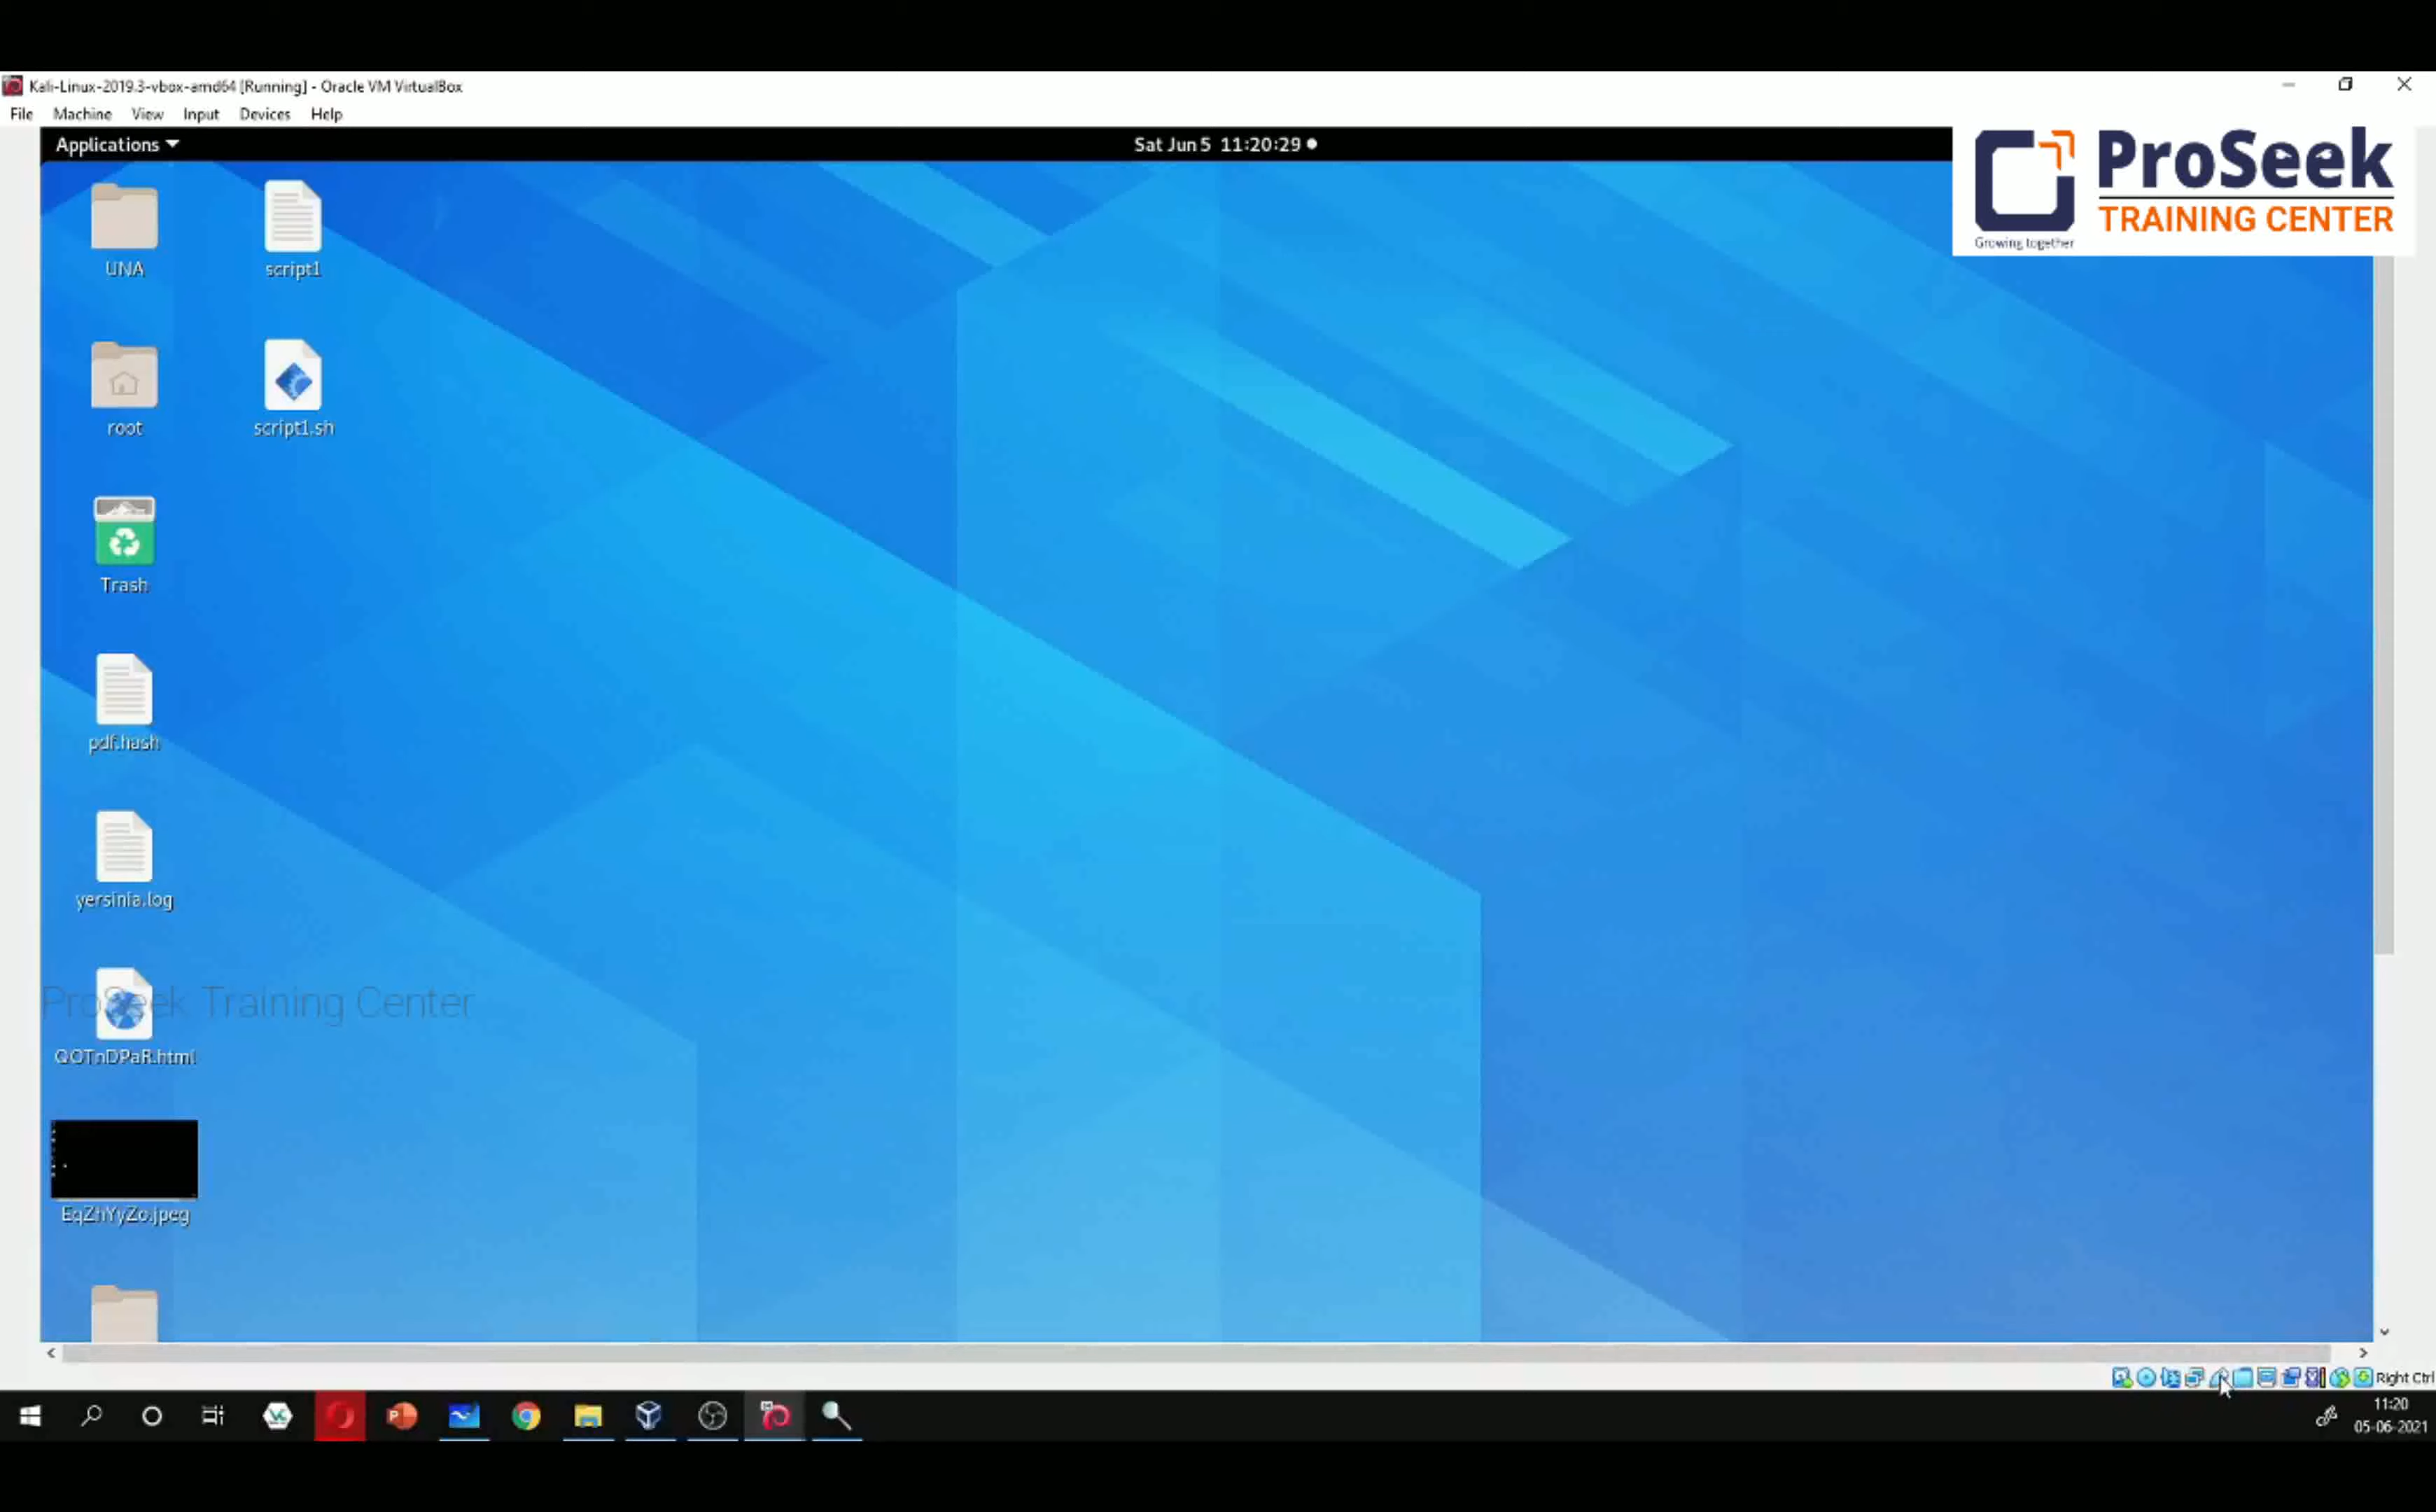 Kali-Linux-2019.3-vbox-amd64 [Running] - Oracle VM VirtualBox
File Machine View Input Devices Help
Applications
Sat Jun 5 11:20:29
ProSeek
TRAINING CENTER
Growing together
UNA
script1
root
script1.sh
Trash
pdf.hash
yersinia.log
ProSeek Training Center
QOTnDPaR.html
EqZhYyZo.jpeg
Right Ctrl
11:20
05-06-2021